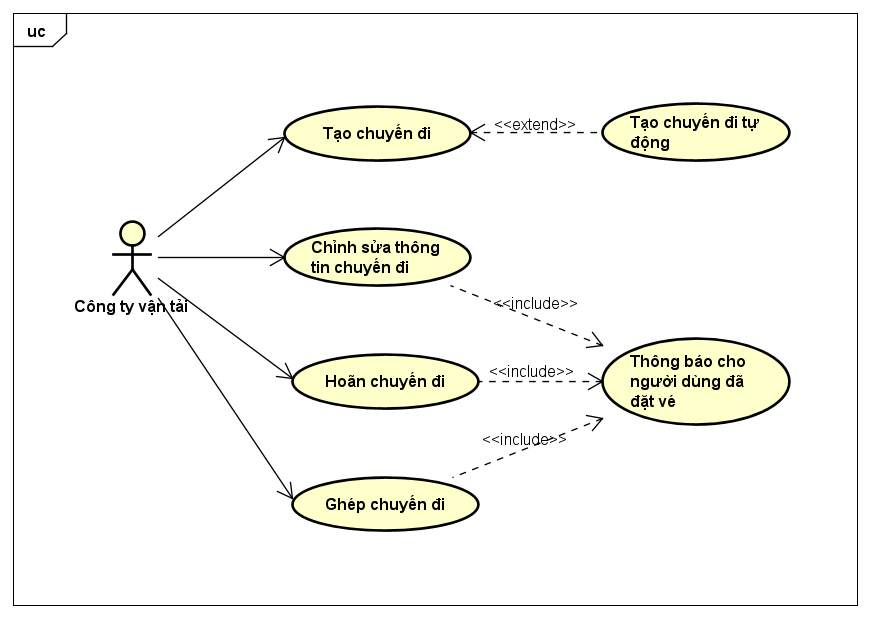 uc
Tạo chuyến đi
<<extend>>
Tạo chuyến đi tự
động
Chỉnh sửa thông
tin chuyến đi
<<include>>
Công ty vận tải
Hoãn chuyến đi
<<include>>
Thông báo cho
người dùng đã
đặt vé
<<include>>
Ghép chuyến đi